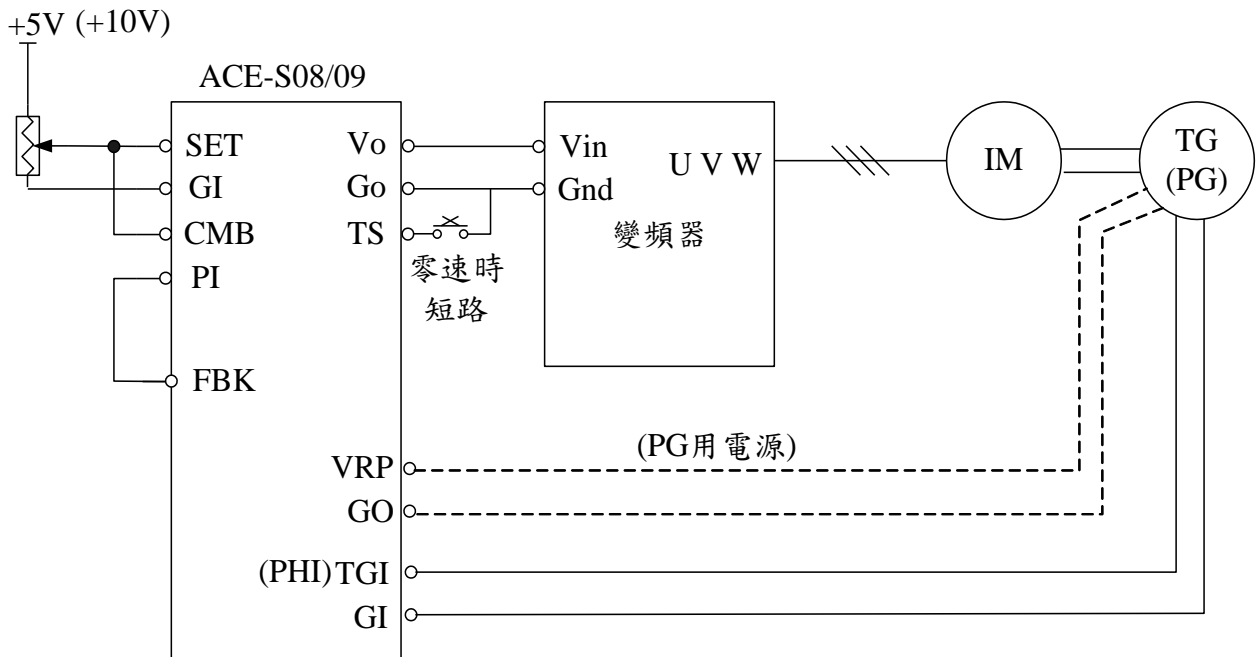 +5V (+10V)
ACE-S08/09
SET
GI
CMB
PI
FBK
Vo
Go
TS
零速時
短路
Vin
Gnd
U V W
變頻器
IM
TG
(PG)
VRP
GO
(PG用電源)
(PHI) TGI
GI